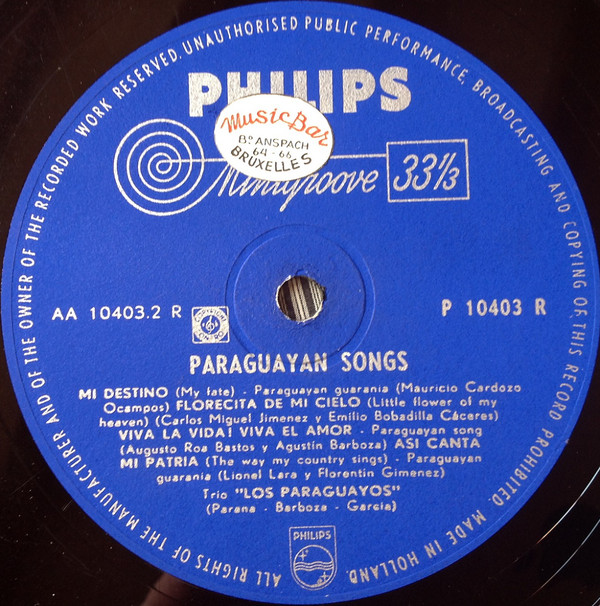 ALL RIGHTS OF THE MANUFACTURER AND OF THE OWNER OF THE RECORDED WORK RESERVED. UNAUTHORISED PUBLIC PERFORMANCE, BROADCASTING AND COPYING OF THIS RECORD PROHIBITED. MADE IN HOLLAND.
PHILIPS
Music Bar
Bᴅ ANSPACH
64-66
BRUXELLES
Minigroove 33⅓
AA 10403.2 R
P 10403 R
PARAGUAYAN SONGS
MI DESTINO (My fate) - Paraguayan guarania (Mauricio Cardozo
Ocampos) FLORECITA DE MI CIELO (Little flower of my
heaven) (Carlos Miguel Jimenez y Emilio Bobadilla Cáceres)
VIVA LA VIDA! VIVA EL AMOR - Paraguayan song
(Augusto Roa Bastos y Agustin Barboza) ASI CANTA
MI PATRIA (The way my country sings) - Paraguayan
guarania (Lionel Lara y Florentin Gimenez)
Trio "LOS PARAGUAYOS"
(Parana - Barboza - Garcia)
PHILIPS